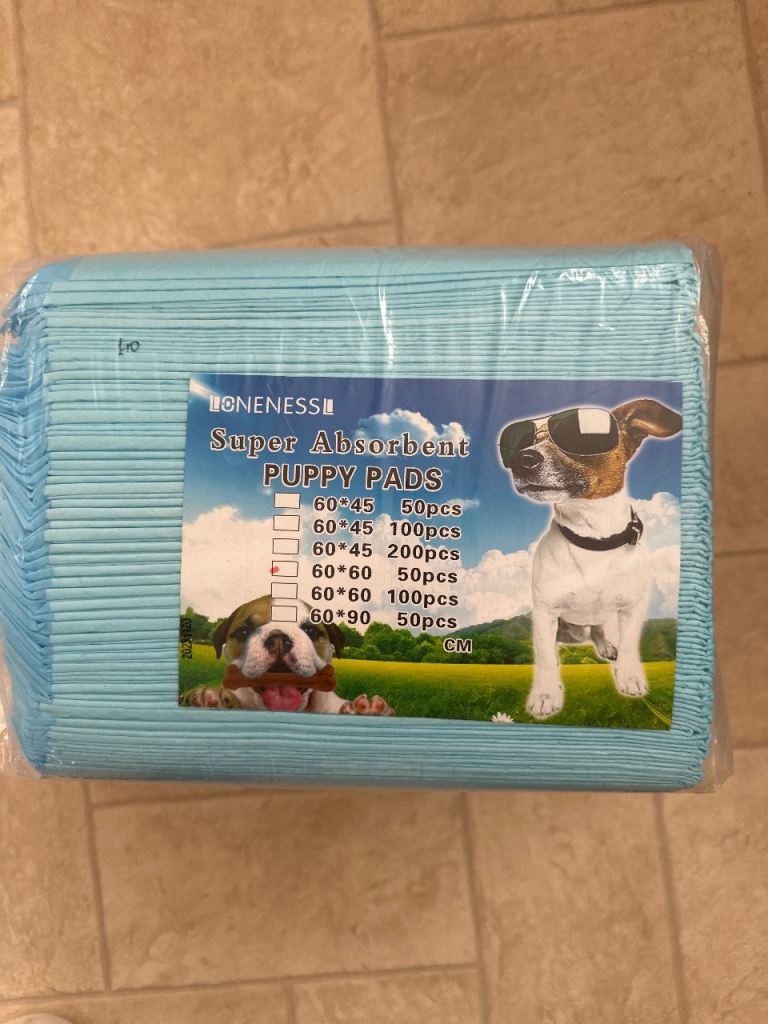 £10
LONENESSL
Super Absorbent
PUPPY PADS
60*45 50pcs
60*45 100pcs
60*45 200pcs
60*60 50pcs
60*60 100pcs
60*90 50pcs
CM